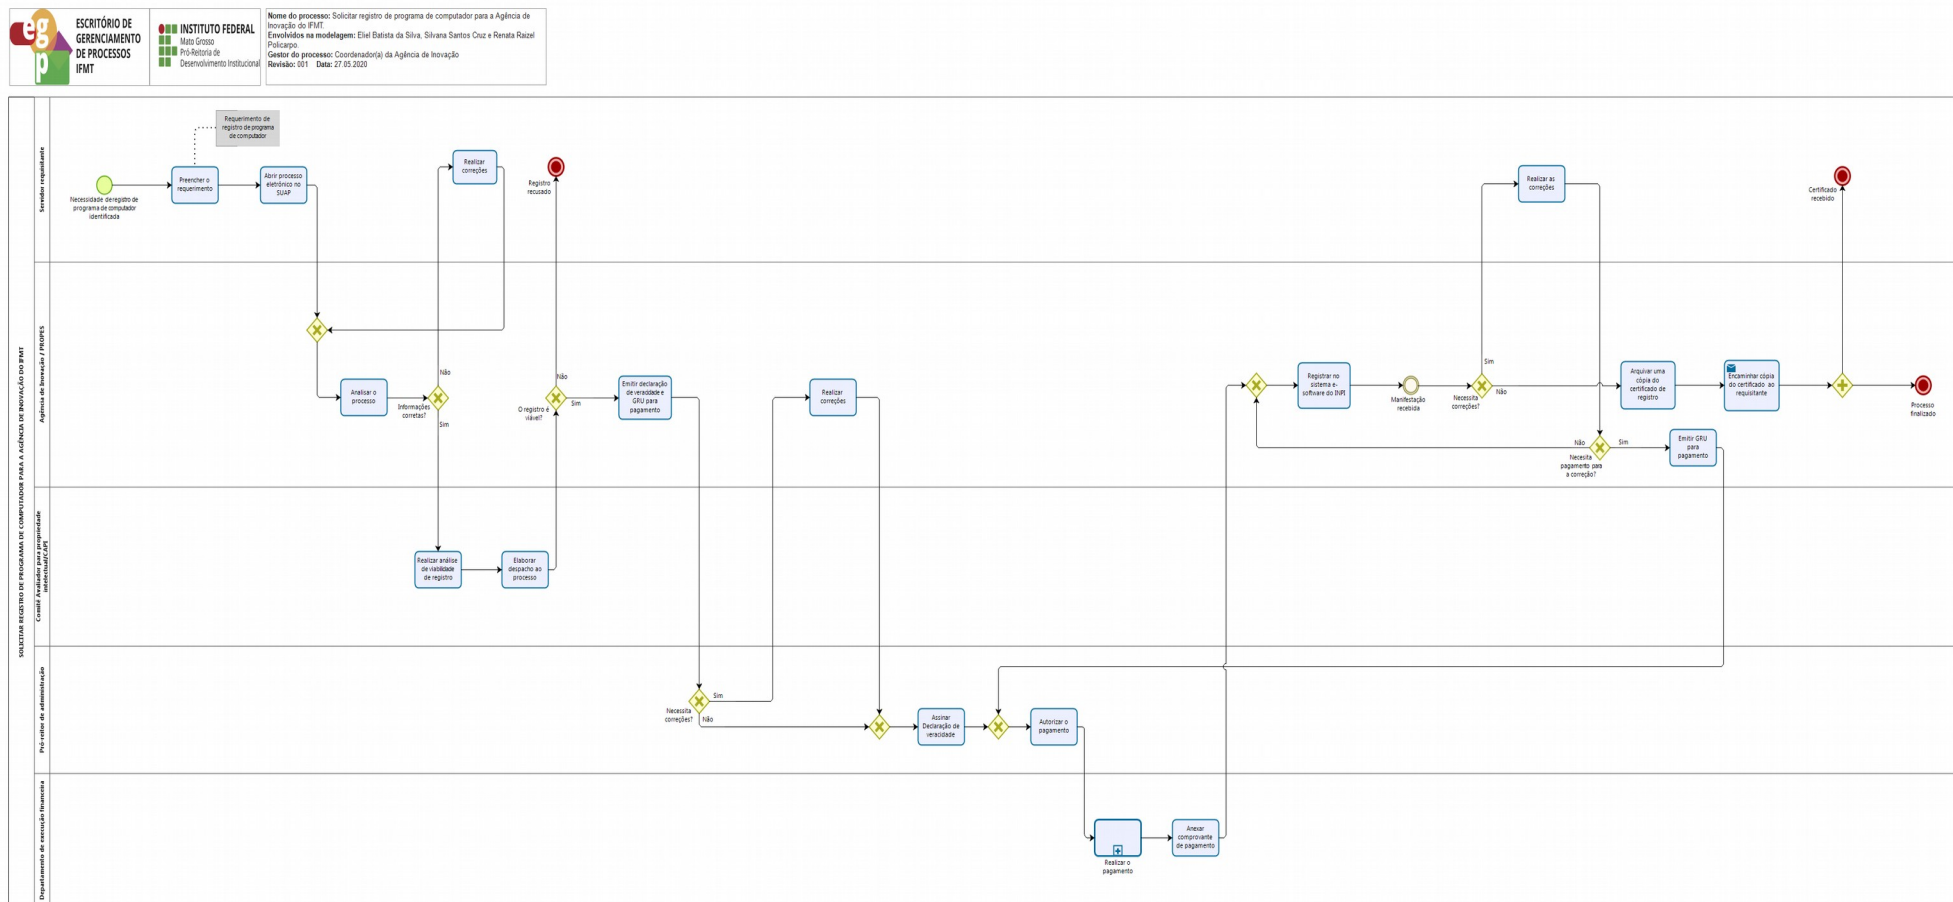 ESCRITÓRIO DE
GERENCIAMENTO
DE PROCESSOS
IFMT
eg
p
INSTITUTO FEDERAL
Mato Grosso
Pró-Reitoria de
Desenvolvimento Institucional
Nome do processo: Solicitar registro de programa de computador para a Agência de
Inovação do IFMT.
Envolvidos na modelagem: Eliel Batista da Silva, Silvana Santos Cruz e Renata Raizel
Policarpo.
Gestor do processo: Coordenador(a) da Agência de Inovação
Revisão: 001 Data: 27.05.2020
SOLICITAR REGISTRO DE PROGRAMA DE COMPUTADOR PARA A AGÊNCIA DE INOVAÇÃO DO IFMT
Servidor requisitante
Requerimento de
registro de programa
de computador
Necessidade de registro de
programa de computador
identificada
Preencher o
requerimento
Abrir processo
eletrônico no
SUAP
Realizar
correções
Registro
recusado
Realizar as
correções
Certificado
recebido
Agência de Inovação / PROPES
Analisar o
processo
Informações
corretas?
Não
Sim
O registro é
viável?
Não
Sim
Emitir declaração
de veracidade e
GRU para
pagamento
Realizar
correções
Registrar no
sistema e-
software do INPI
Manifestação
recebida
Necessita
correções?
Sim
Não
Arquivar uma
cópia do
certificado de
registro
Encaminhar cópia
do certificado ao
requisitante
Processo
finalizado
Não
Sim
Necesita
pagamento para
a correção?
Emitir GRU
para
pagamento
Comitê Avaliador para propriedade
intelectual/CAPI
Realizar análise
de viabilidade
de registro
Elaborar
despacho ao
processo
Pró-reitor de administração
Necessita
correções?
Sim
Não
Assinar
Declaração de
veracidade
Autorizar o
pagamento
Departamento de execução financeira
Realizar o
pagamento
Anexar
comprovante
de pagamento